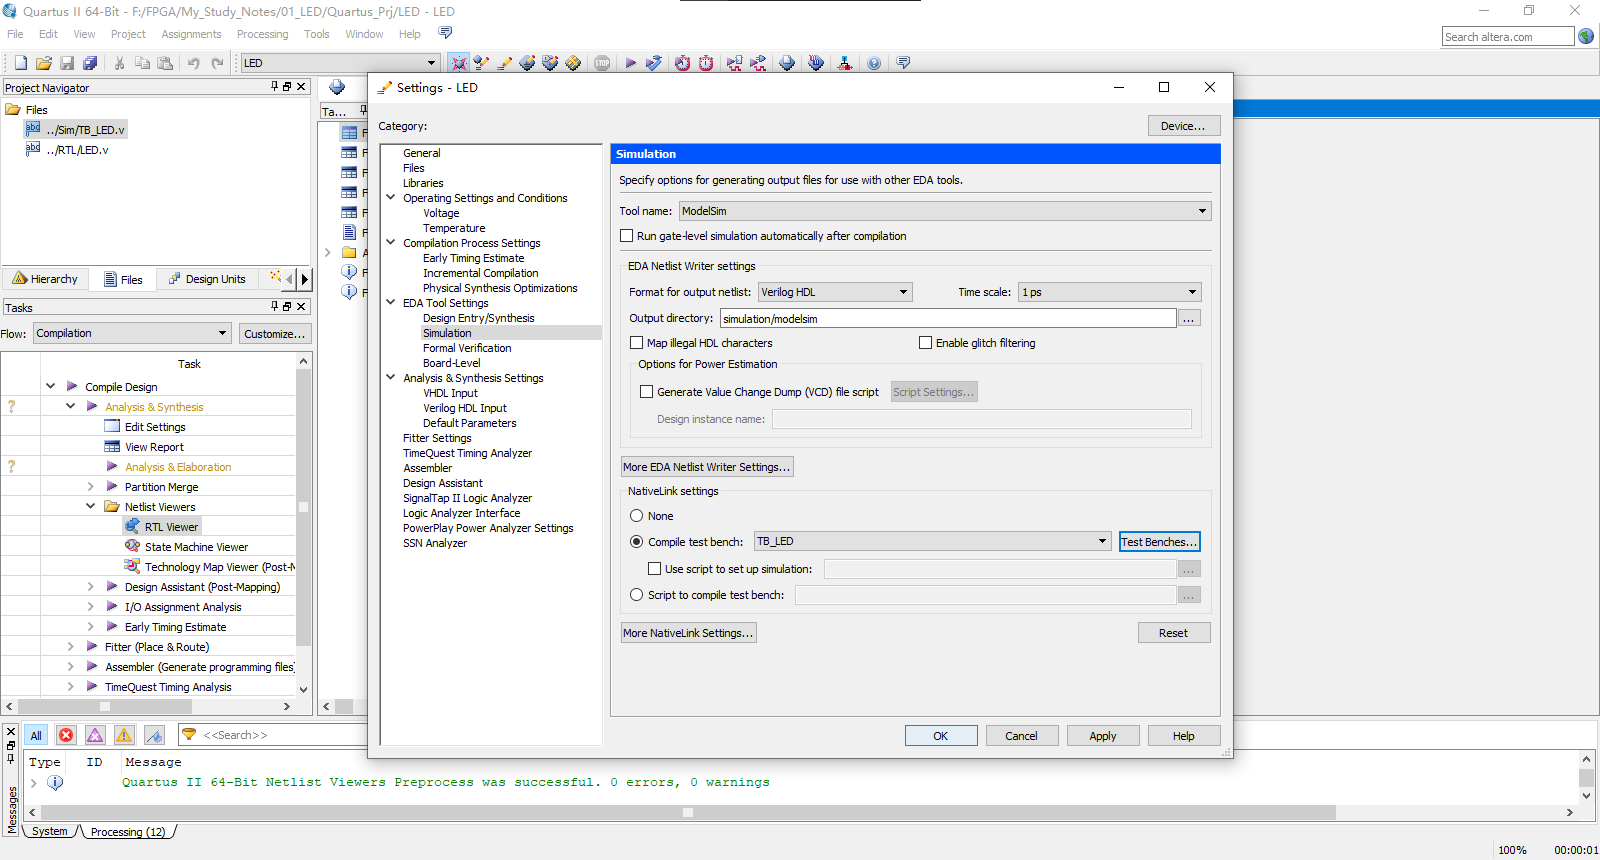 Quartus II 64-Bit - F:/FPGA/My_Study_Notes/01_LED/Quartus_Prj/LED - LED
File Edit View Project Assignments Processing Tools Window Help
Search altera.com
LED
Project Navigator
Files
../Sim/TB_LED.v
../RTL/LED.v
Hierarchy Files Design Units
Tasks
Flow: Compilation Customize...
Task
Compile Design
Analysis & Synthesis
Edit Settings
View Report
Analysis & Elaboration
Partition Merge
Netlist Viewers
RTL Viewer
State Machine Viewer
Technology Map Viewer (Post-M
Design Assistant (Post-Mapping)
I/O Assignment Analysis
Early Timing Estimate
Fitter (Place & Route)
Assembler (Generate programming files)
TimeQuest Timing Analysis
Ta...
Settings - LED
Category:
Device...
General
Files
Libraries
Operating Settings and Conditions
Voltage
Temperature
Compilation Process Settings
Early Timing Estimate
Incremental Compilation
Physical Synthesis Optimizations
EDA Tool Settings
Design Entry/Synthesis
Simulation
Formal Verification
Board-Level
Analysis & Synthesis Settings
VHDL Input
Verilog HDL Input
Default Parameters
Fitter Settings
TimeQuest Timing Analyzer
Assembler
Design Assistant
SignalTap II Logic Analyzer
Logic Analyzer Interface
PowerPlay Power Analyzer Settings
SSN Analyzer
Simulation
Specify options for generating output files for use with other EDA tools.
Tool name: ModelSim
Run gate-level simulation automatically after compilation
EDA Netlist Writer settings
Format for output netlist: Verilog HDL Time scale: 1 ps
Output directory: simulation/modelsim ...
Map illegal HDL characters Enable glitch filtering
Options for Power Estimation
Generate Value Change Dump (VCD) file script Script Settings...
Design instance name:
More EDA Netlist Writer Settings...
NativeLink settings
None
Compile test bench: TB_LED Test Benches...
Use script to set up simulation: ...
Script to compile test bench: ...
More NativeLink Settings... Reset
OK Cancel Apply Help
All <<Search>>
Type ID Message
Quartus II 64-Bit Netlist Viewers Preprocess was successful. 0 errors, 0 warnings
Messages
System Processing (12)
100% 00:00:01